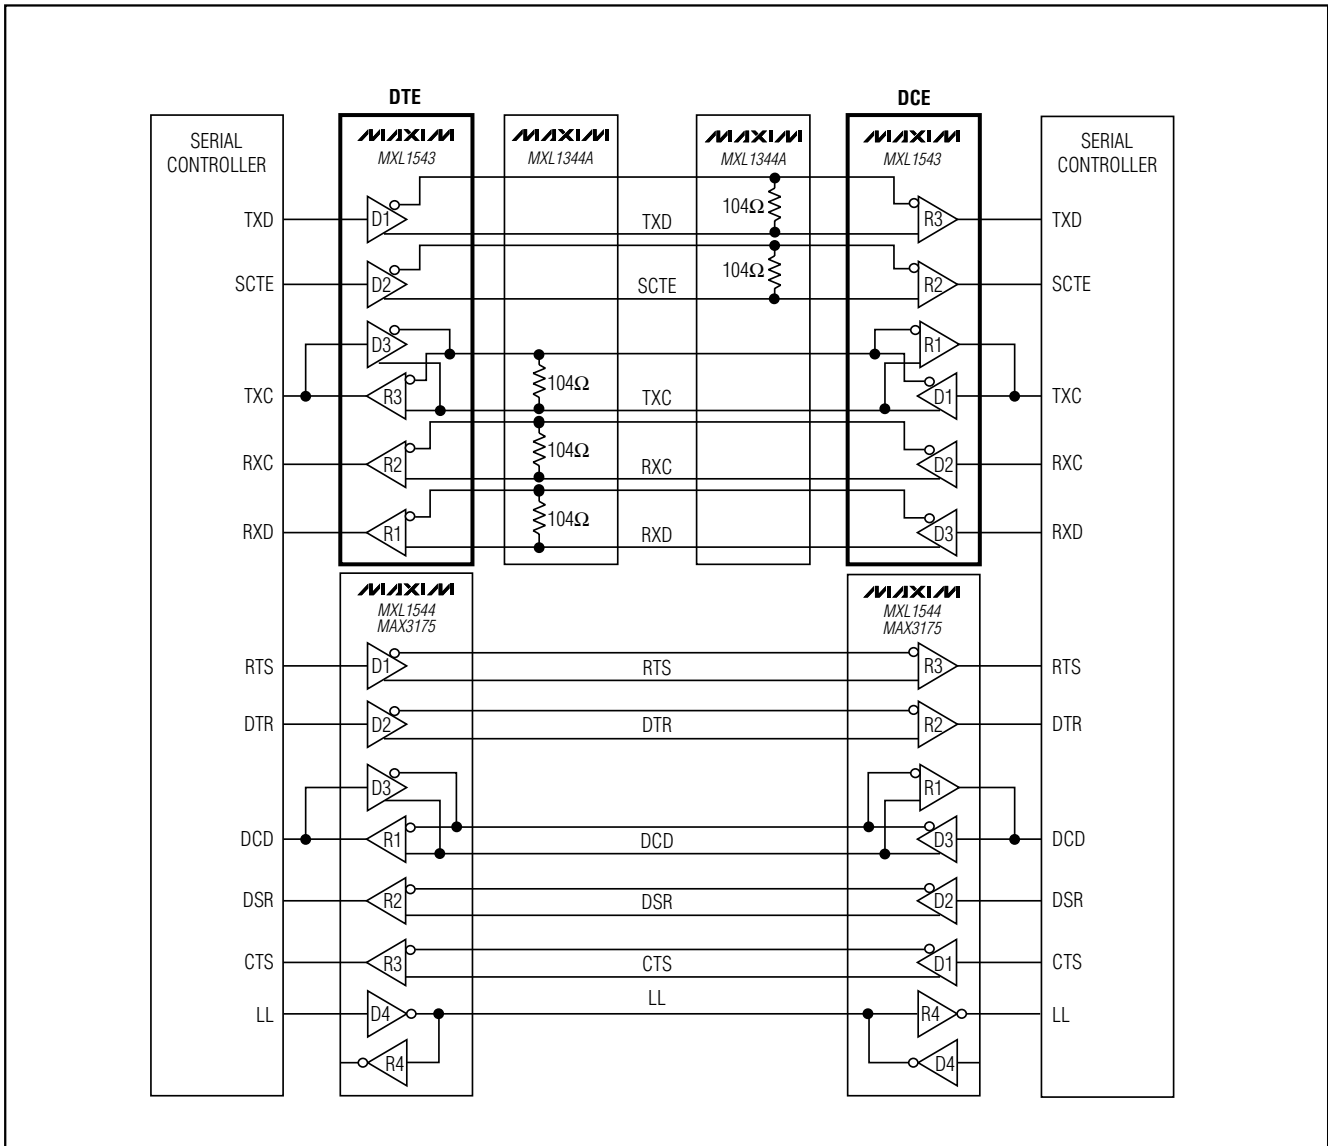 DTE
DCE
SERIAL CONTROLLER
MAXIM
MXL1543
MAXIM
MXL1344A
MAXIM
MXL1344A
MAXIM
MXL1543
SERIAL CONTROLLER
TXD
D1
TXD
104Ω
R3
TXD
SCTE
D2
SCTE
104Ω
R2
SCTE
D3
R1
TXC
R3
104Ω
TXC
D1
TXC
RXC
R2
104Ω
RXC
D2
RXC
RXD
R1
104Ω
RXD
D3
RXD
MAXIM
MXL1544
MAX3175
MAXIM
MXL1544
MAX3175
RTS
D1
RTS
R3
RTS
DTR
D2
DTR
R2
DTR
D3
R1
DCD
R1
DCD
D3
DCD
DSR
R2
DSR
D2
DSR
CTS
R3
CTS
D1
CTS
LL
D4
LL
R4
LL
R4
D4